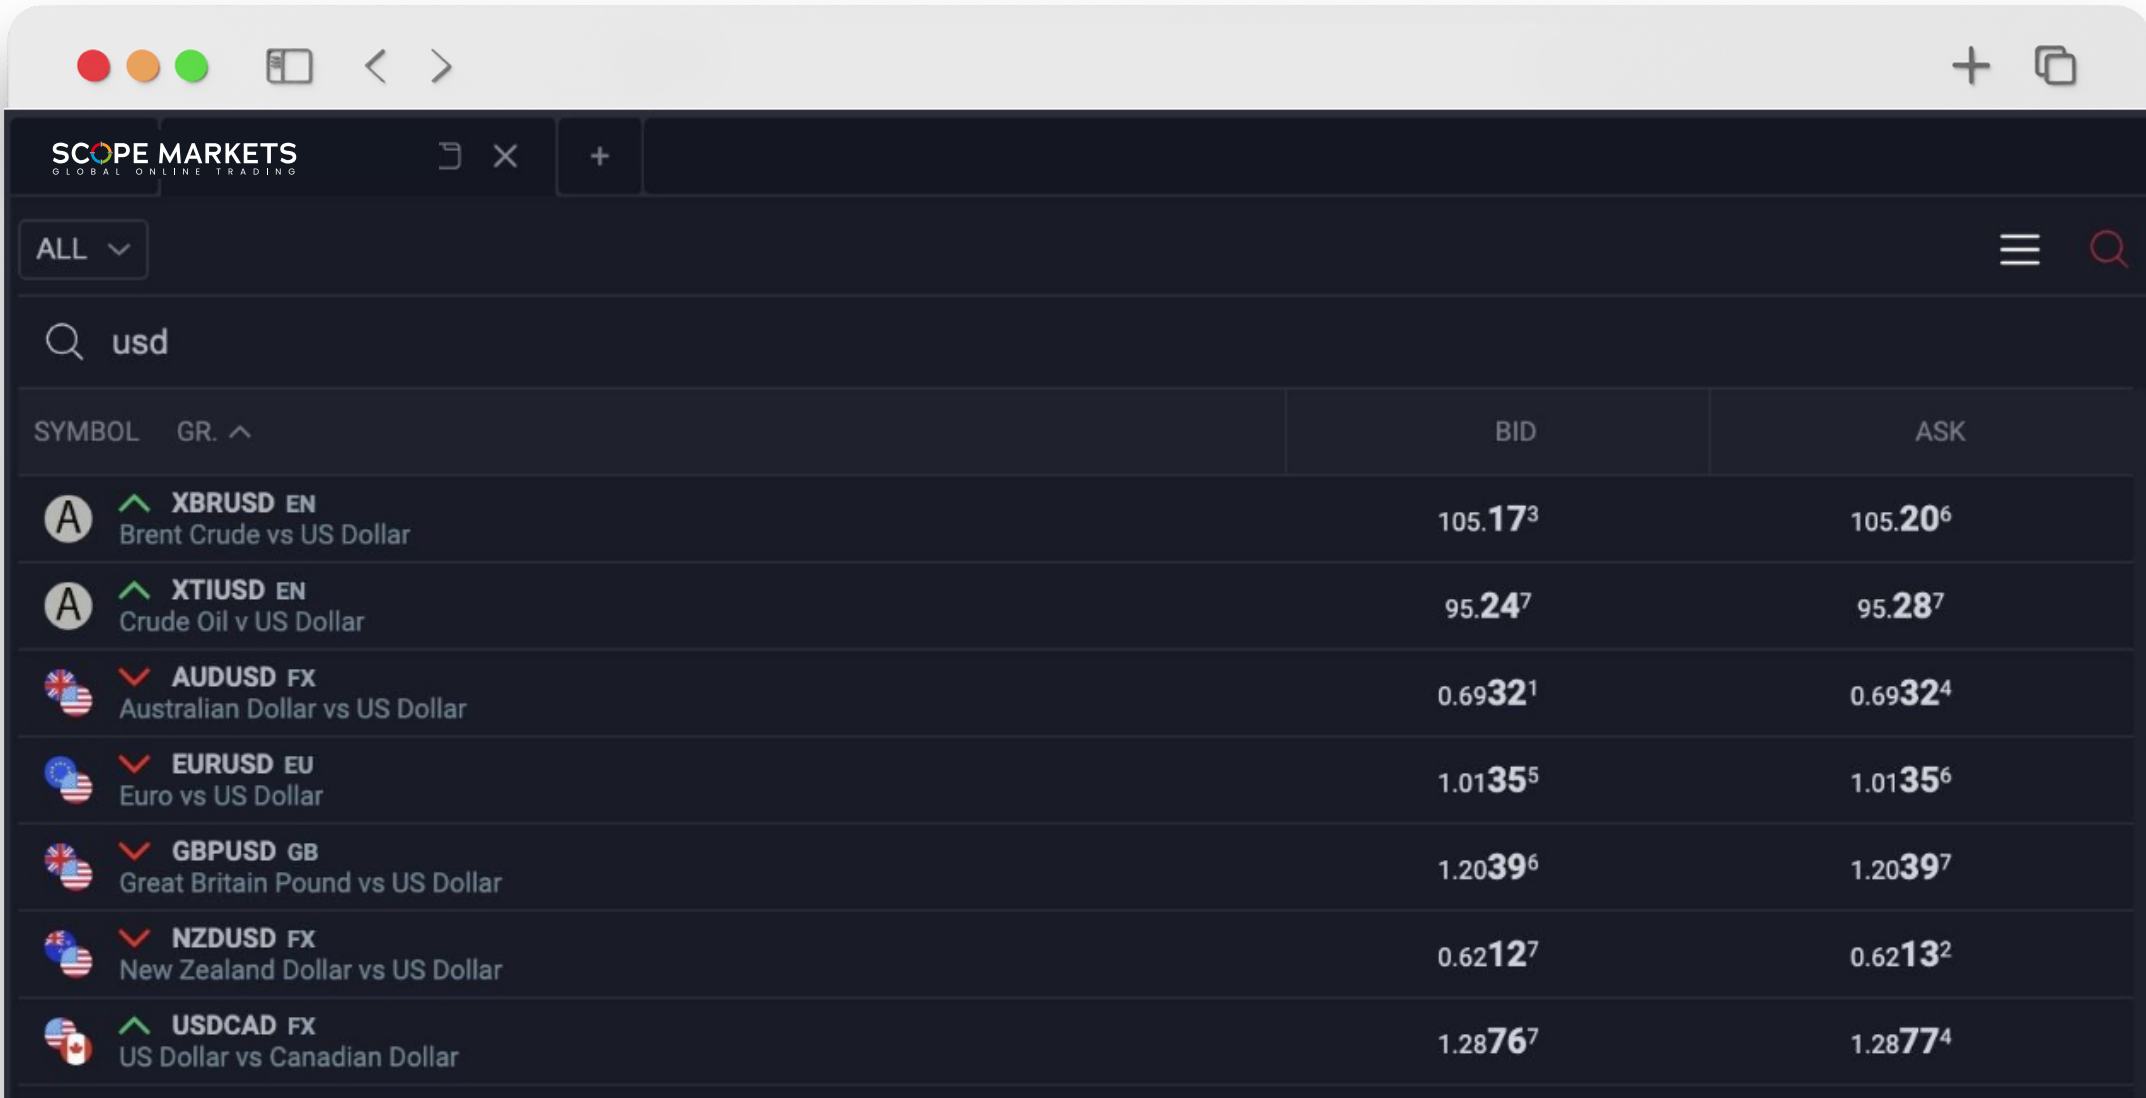 SCOPE MARKETS
GLOBAL ONLINE TRADING
+
ALL
usd
SYMBOL GR. BID ASK
A XBRUSD EN 105.173 105.206
Brent Crude vs US Dollar
A XTIUSD EN 95.247 95.287
Crude Oil v US Dollar
AUDUSD FX 0.69321 0.69324
Australian Dollar vs US Dollar
EURUSD EU 1.01355 1.01356
Euro vs US Dollar
GBPUSD GB 1.20396 1.20397
Great Britain Pound vs US Dollar
NZDUSD FX 0.62127 0.62132
New Zealand Dollar vs US Dollar
USDCAD FX 1.28767 1.28774
US Dollar vs Canadian Dollar